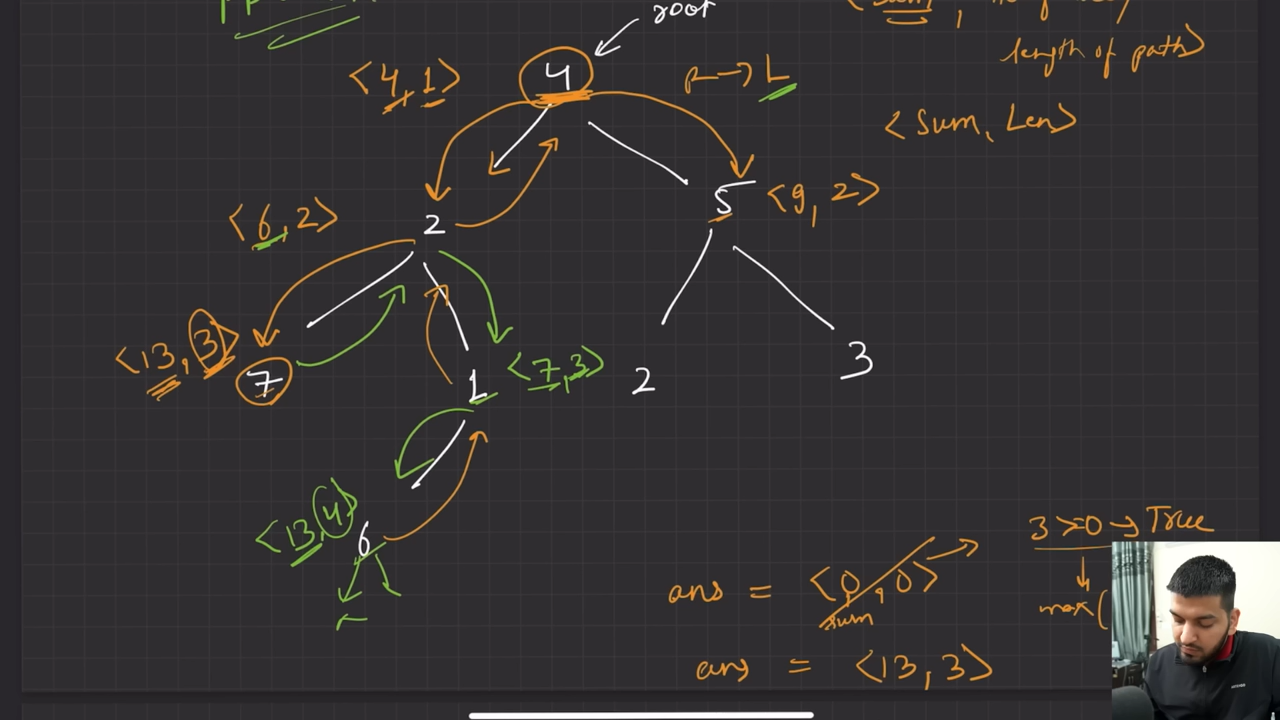 root
length of path>
<4, 1>
4
r → L
<Sum, Len>
<6, 2>
2
5
<9, 2>
<13, 3>
7
1
<7, 3>
2
3
<13, 4>
6
3 >= 0 → True
ans = <0, 0>
sum
max(
ans = <13, 3>